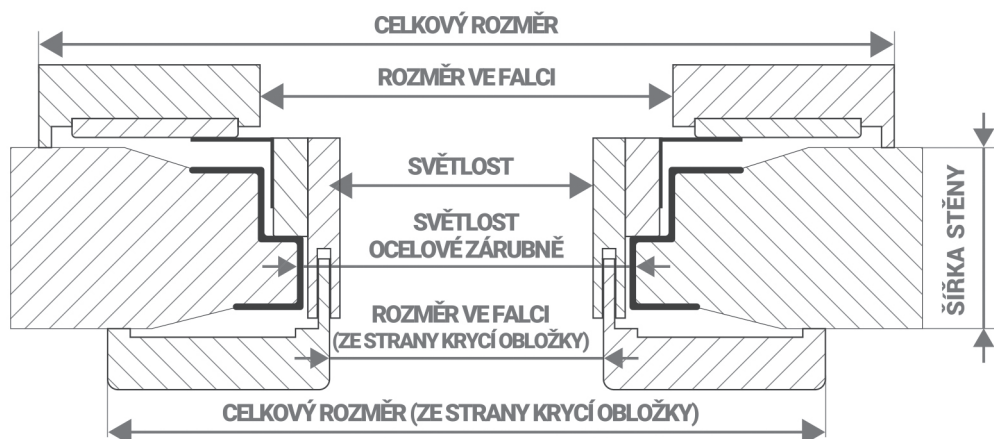 CELKOVÝ ROZMĚR
ROZMĚR VE FALCI
SVĚTLOST
SVĚTLOST
OCELOVÉ ZÁRUBNĚ
ŠÍŘKA STĚNY
ROZMĚR VE FALCI
(ZE STRANY KRYCÍ OBLOŽKY)
CELKOVÝ ROZMĚR (ZE STRANY KRYCÍ OBLOŽKY)